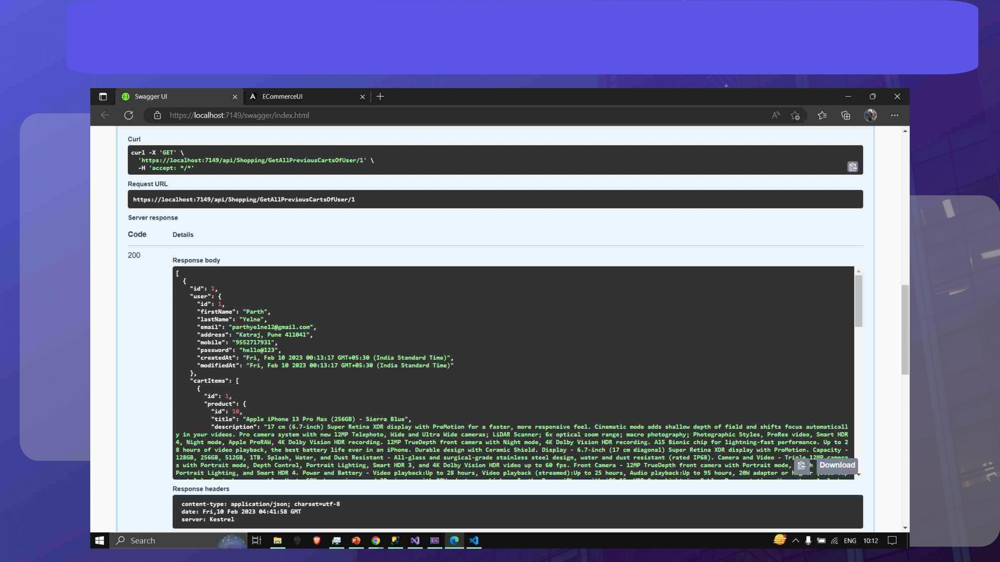 Swagger UI
ECommerceUI
https://localhost:7149/swagger/index.html
Curl
curl -X 'GET' \
'https://localhost:7149/api/Shopping/GetAllPreviousCartsOfUser/1' \
-H 'accept: */*'
Request URL
https://localhost:7149/api/Shopping/GetAllPreviousCartsOfUser/1
Server response
Code Details
200
Response body
[
{
"id": 1,
"user": {
"id": 1,
"firstName": "Parth",
"lastName": "Yelne",
"email": "parthyelne12@gmail.com",
"address": "Katraj, Pune 411041",
"mobile": "9552717931",
"password": "hello@123",
"createdAt": "Fri, Feb 10 2023 00:13:17 GMT+05:30 (India Standard Time)",
"modifiedAt": "Fri, Feb 10 2023 00:13:17 GMT+05:30 (India Standard Time)"
},
"cartItems": [
{
"id": 1,
"product": {
"id": 10,
"title": "Apple iPhone 13 Pro Max (256GB) - Sierra Blue",
"description": "17 cm (6.7-inch) Super Retina XDR display with ProMotion for a faster, more responsive feel. Cinematic mode adds shallow depth of field and shifts focus automaticall
y in your videos. Pro camera system with new 12MP Telephoto, Wide and Ultra Wide cameras; LiDAR Scanner; 6x optical zoom range; macro photography; Photographic Styles, ProRes video, Smart HDR
4, Night mode, Apple ProRAW, 4K Dolby Vision HDR recording. 12MP TrueDepth front camera with Night mode, 4K Dolby Vision HDR recording. A15 Bionic chip for lightning-fast performance. Up to 2
8 hours of video playback, the best battery life ever in an iPhone. Durable design with Ceramic Shield. Display - 6.7-inch (17 cm diagonal) Super Retina XDR display with ProMotion. Capacity -
128GB, 256GB, 512GB, 1TB. Splash, Water, and Dust Resistant - All-glass and surgical-grade stainless steel design, water and dust resistant (rated IP68). Camera and Video - Triple 12MP camera
s with Portrait mode, Depth Control, Portrait Lighting, Smart HDR 3, and 4K Dolby Vision HDR video up to 60 fps. Front Camera - 12MP TrueDepth front camera with Portrait mode,
Download
Portrait Lighting, and Smart HDR 4. Power and Battery - Video playback:Up to 28 hours, Video playback (streamed):Up to 25 hours, Audio playback:Up to 95 hours, 20W adapter or
Response headers
content-type: application/json; charset=utf-8
date: Fri,10 Feb 2023 04:41:58 GMT
server: Kestrel
Search
ENG 10:12